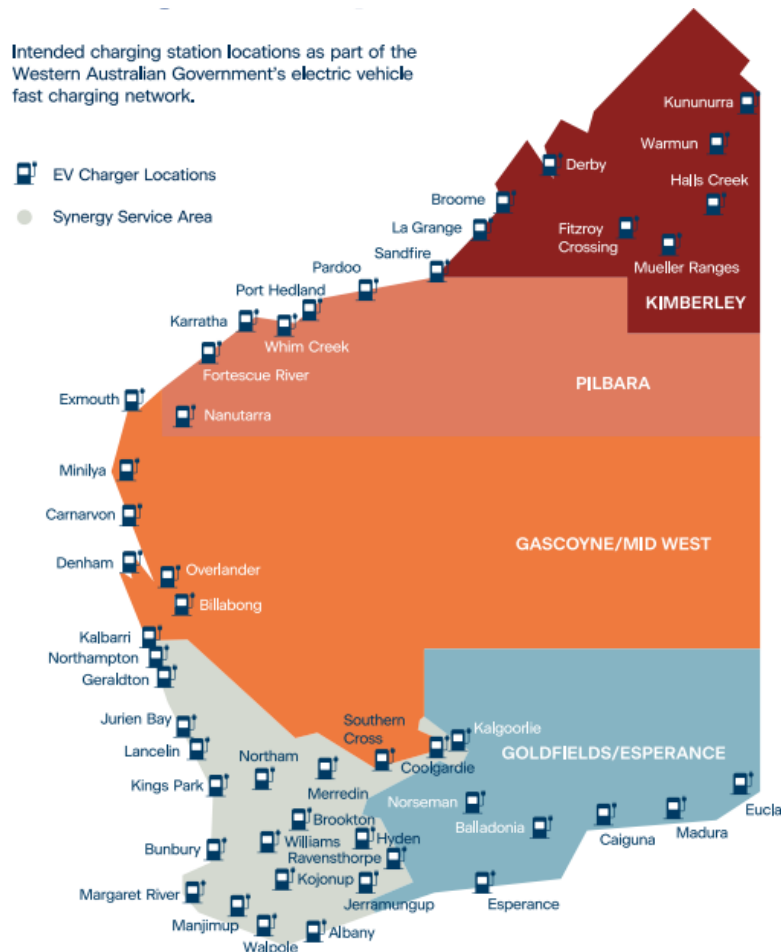 Intended charging station locations as part of the
Western Australian Government's electric vehicle
fast charging network.
EV Charger Locations
Synergy Service Area
Kununurra
Warmun
Derby
Halls Creek
Broome
La Grange
Fitzroy
Crossing
Sandfire
Mueller Ranges
Pardoo
Port Hedland
KIMBERLEY
Karratha
Whim Creek
Fortescue River
PILBARA
Exmouth
Nanutarra
Minilya
Carnarvon
GASCOYNE/MID WEST
Denham
Overlander
Billabong
Kalbarri
Northampton
Geraldton
Jurien Bay
Southern
Cross
Kalgoorlie
Lancelin
Northam
Coolgardie
GOLDFIELDS/ESPERANCE
Kings Park
Merredin
Norseman
Eucla
Brookton
Balladonia
Madura
Caiguna
Bunbury
Williams
Hyden
Ravensthorpe
Margaret River
Kojonup
Jerramungup
Esperance
Manjimup
Albany
Walpole